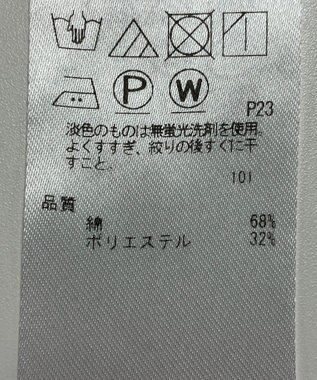 P W
P23
淡色のものは無蛍光洗剤を使用。
よくすすぎ、絞りの後すぐに干
すこと。
101
品質
綿 68%
ポリエステル 32%